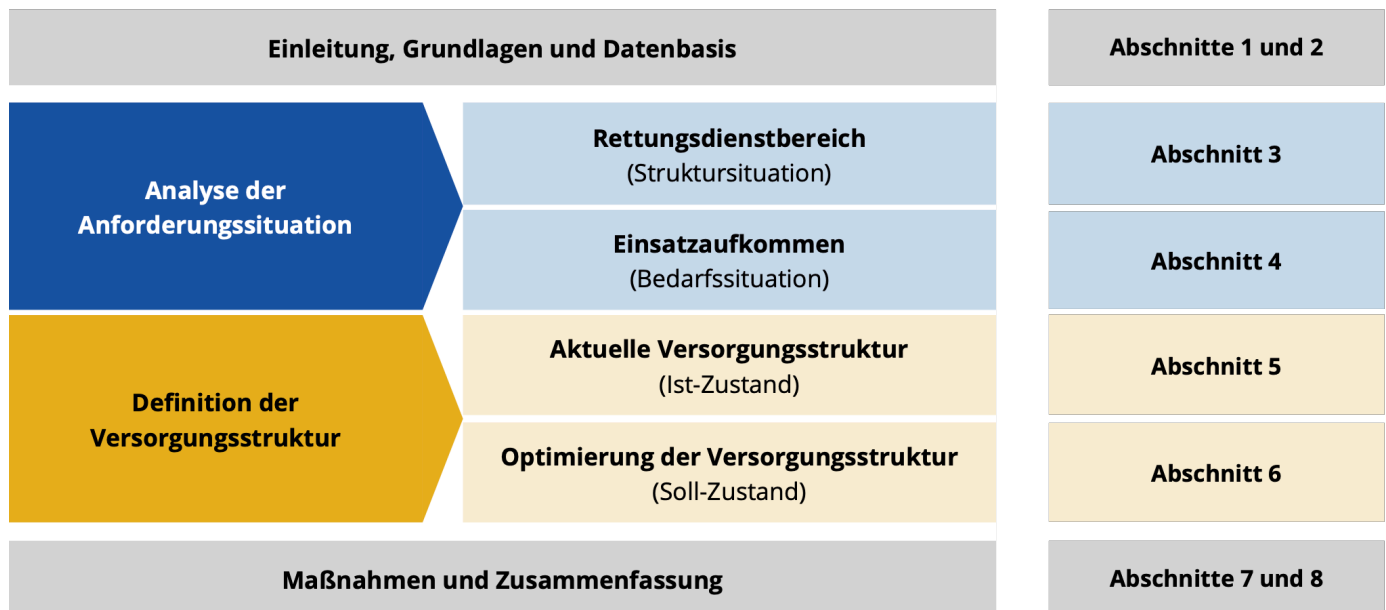 Einleitung, Grundlagen und Datenbasis
Abschnitte 1 und 2
Analyse der
Anforderungssituation
Rettungsdienstbereich
(Struktursituation)
Abschnitt 3
Einsatzaufkommen
(Bedarfssituation)
Abschnitt 4
Definition der
Versorgungsstruktur
Aktuelle Versorgungsstruktur
(Ist-Zustand)
Abschnitt 5
Optimierung der Versorgungsstruktur
(Soll-Zustand)
Abschnitt 6
Maßnahmen und Zusammenfassung
Abschnitte 7 und 8